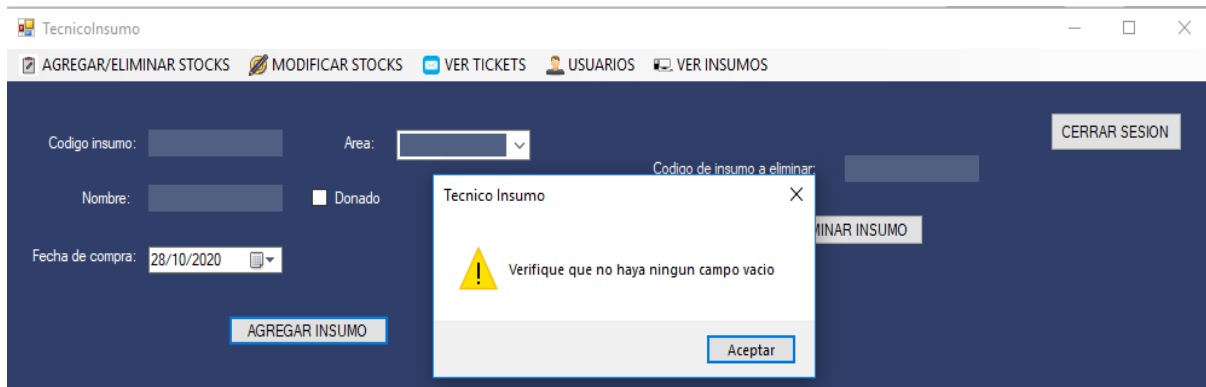 TecnicoInsumo
AGREGAR/ELIMINAR STOCKS MODIFICAR STOCKS VER TICKETS USUARIOS VER INSUMOS
CERRAR SESION
Codigo insumo: Area:
Codigo de insumo a eliminar:
Nombre: Donado
Tecnico Insumo
MINAR INSUMO
Fecha de compra: 28/10/2020
Verifique que no haya ningun campo vacio
AGREGAR INSUMO
Aceptar